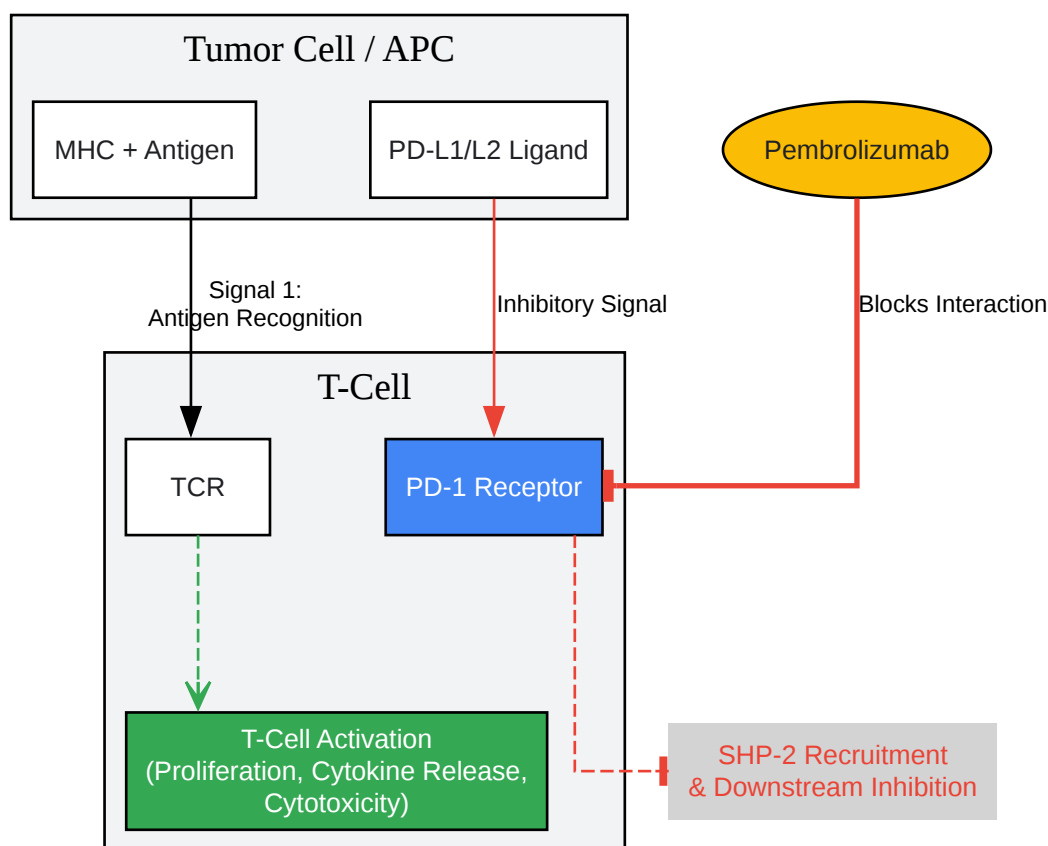 Tumor Cell / APC
MHC + Antigen
PD-L1/L2 Ligand
Pembrolizumab
Signal 1:
Antigen Recognition
Inhibitory Signal
Blocks Interaction
T-Cell
TCR
PD-1 Receptor
T-Cell Activation
(Proliferation, Cytokine Release,
Cytotoxicity)
SHP-2 Recruitment
& Downstream Inhibition